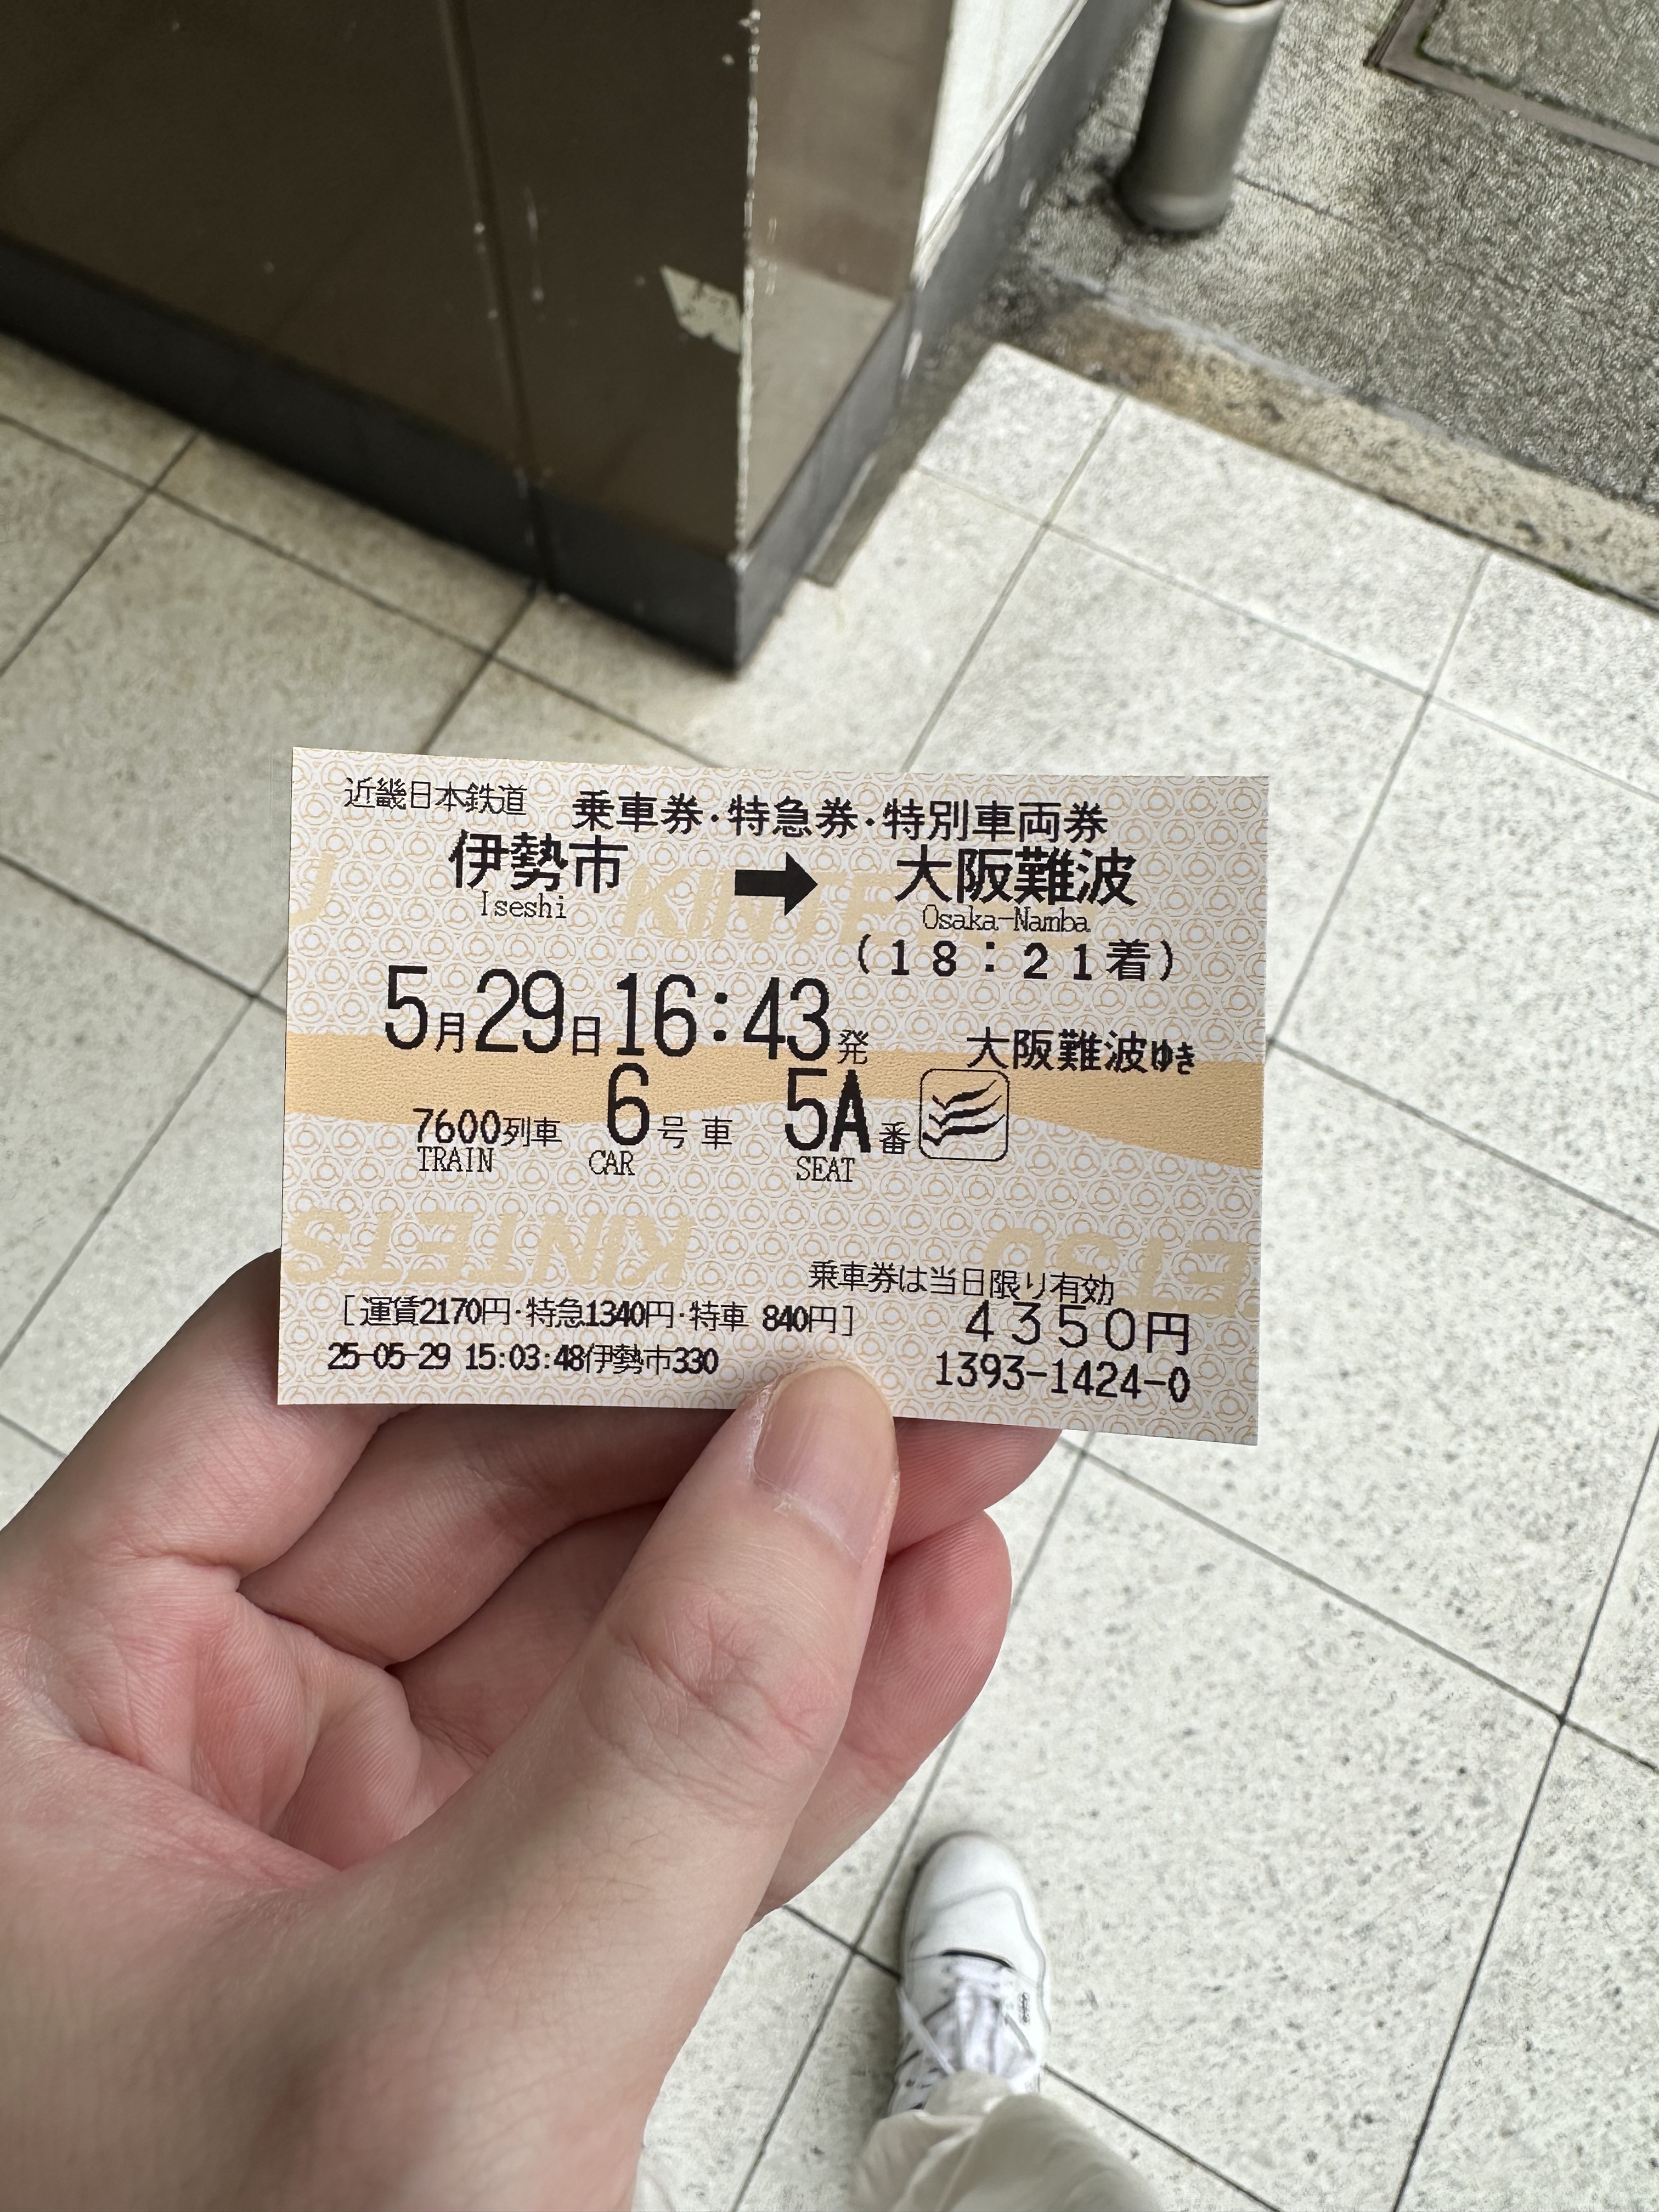 近畿日本鉄道 乗車券・特急券・特別車両券
伊勢市 ➡ 大阪難波
Iseshi Osaka-Namba
(18:21着)
5月29日16:43発 大阪難波ゆき
7600列車 6号車 5A番
TRAIN CAR SEAT
乗車券は当日限り有効
[運賃2170円・特急1340円・特車 840円] 4350円
25-05-29 15:03:48伊勢市330 1393-1424-0